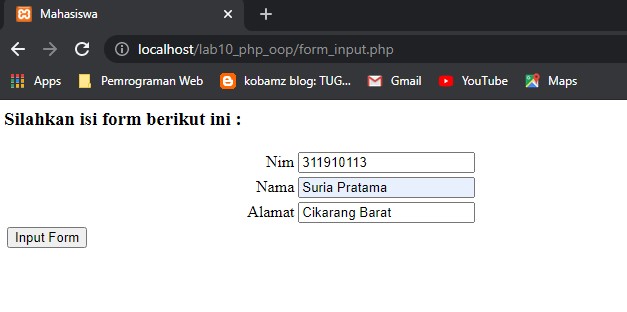 Mahasiswa
localhost/lab10_php_oop/form_input.php
Apps Pemrograman Web kobamz blog: TUG... Gmail YouTube Maps
Silahkan isi form berikut ini :
Nim 311910113
Nama Suria Pratama
Alamat Cikarang Barat
Input Form